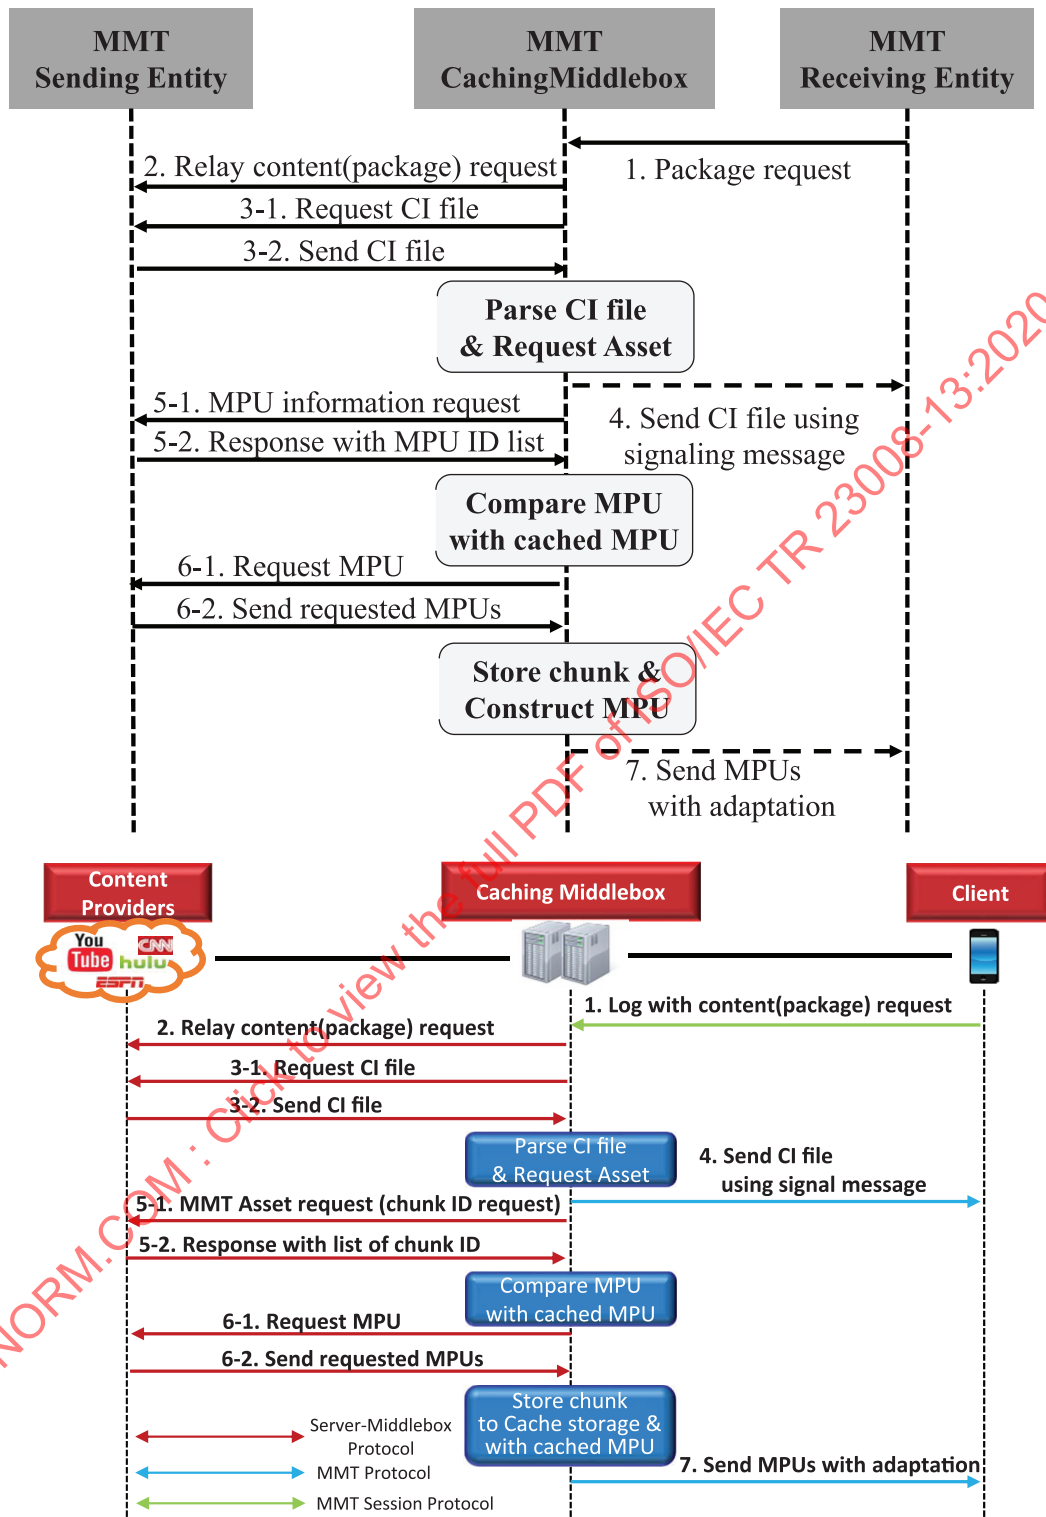 MMT
Sending Entity
MMT
CachingMiddlebox
MMT
Receiving Entity
1. Package request
2. Relay content(package) request
3-1. Request CI file
3-2. Send CI file
Parse CI file
& Request Asset
4. Send CI file using
signaling message
5-1. MPU information request
5-2. Response with MPU ID list
Compare MPU
with cached MPU
6-1. Request MPU
6-2. Send requested MPUs
Store chunk &
Construct MPU
7. Send MPUs
with adaptation
Content
Providers
Caching Middlebox
Client
You
Tube
CNN
hulu
ESPN
1. Log with content(package) request
2. Relay content(package) request
3-1. Request CI file
3-2. Send CI file
Parse CI file
& Request Asset
4. Send CI file
using signal message
5-1. MMT Asset request (chunk ID request)
5-2. Response with list of chunk ID
Compare MPU
with cached MPU
6-1. Request MPU
6-2. Send requested MPUs
Store chunk
to Cache storage &
with cached MPU
7. Send MPUs with adaptation
Server-Middlebox
Protocol
MMT Protocol
MMT Session Protocol
NORM.COM : Click to view the full PDF of ISO/IEC TR 23008-13:2020